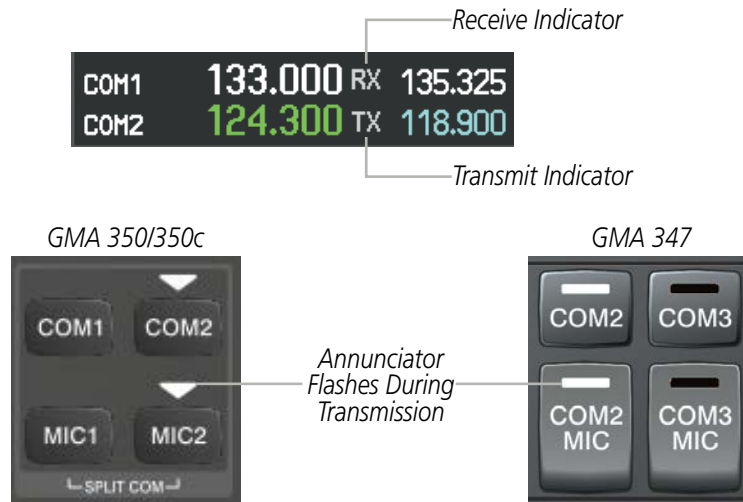 Receive Indicator
COM1 133.000 RX 135.325
COM2 124.300 TX 118.900
Transmit Indicator
GMA 350/350c
GMA 347
COM1 COM2
MIC1 MIC2
SPLIT COM
Annunciator
Flashes During
Transmission
COM2 COM3
COM2
MIC
COM3
MIC